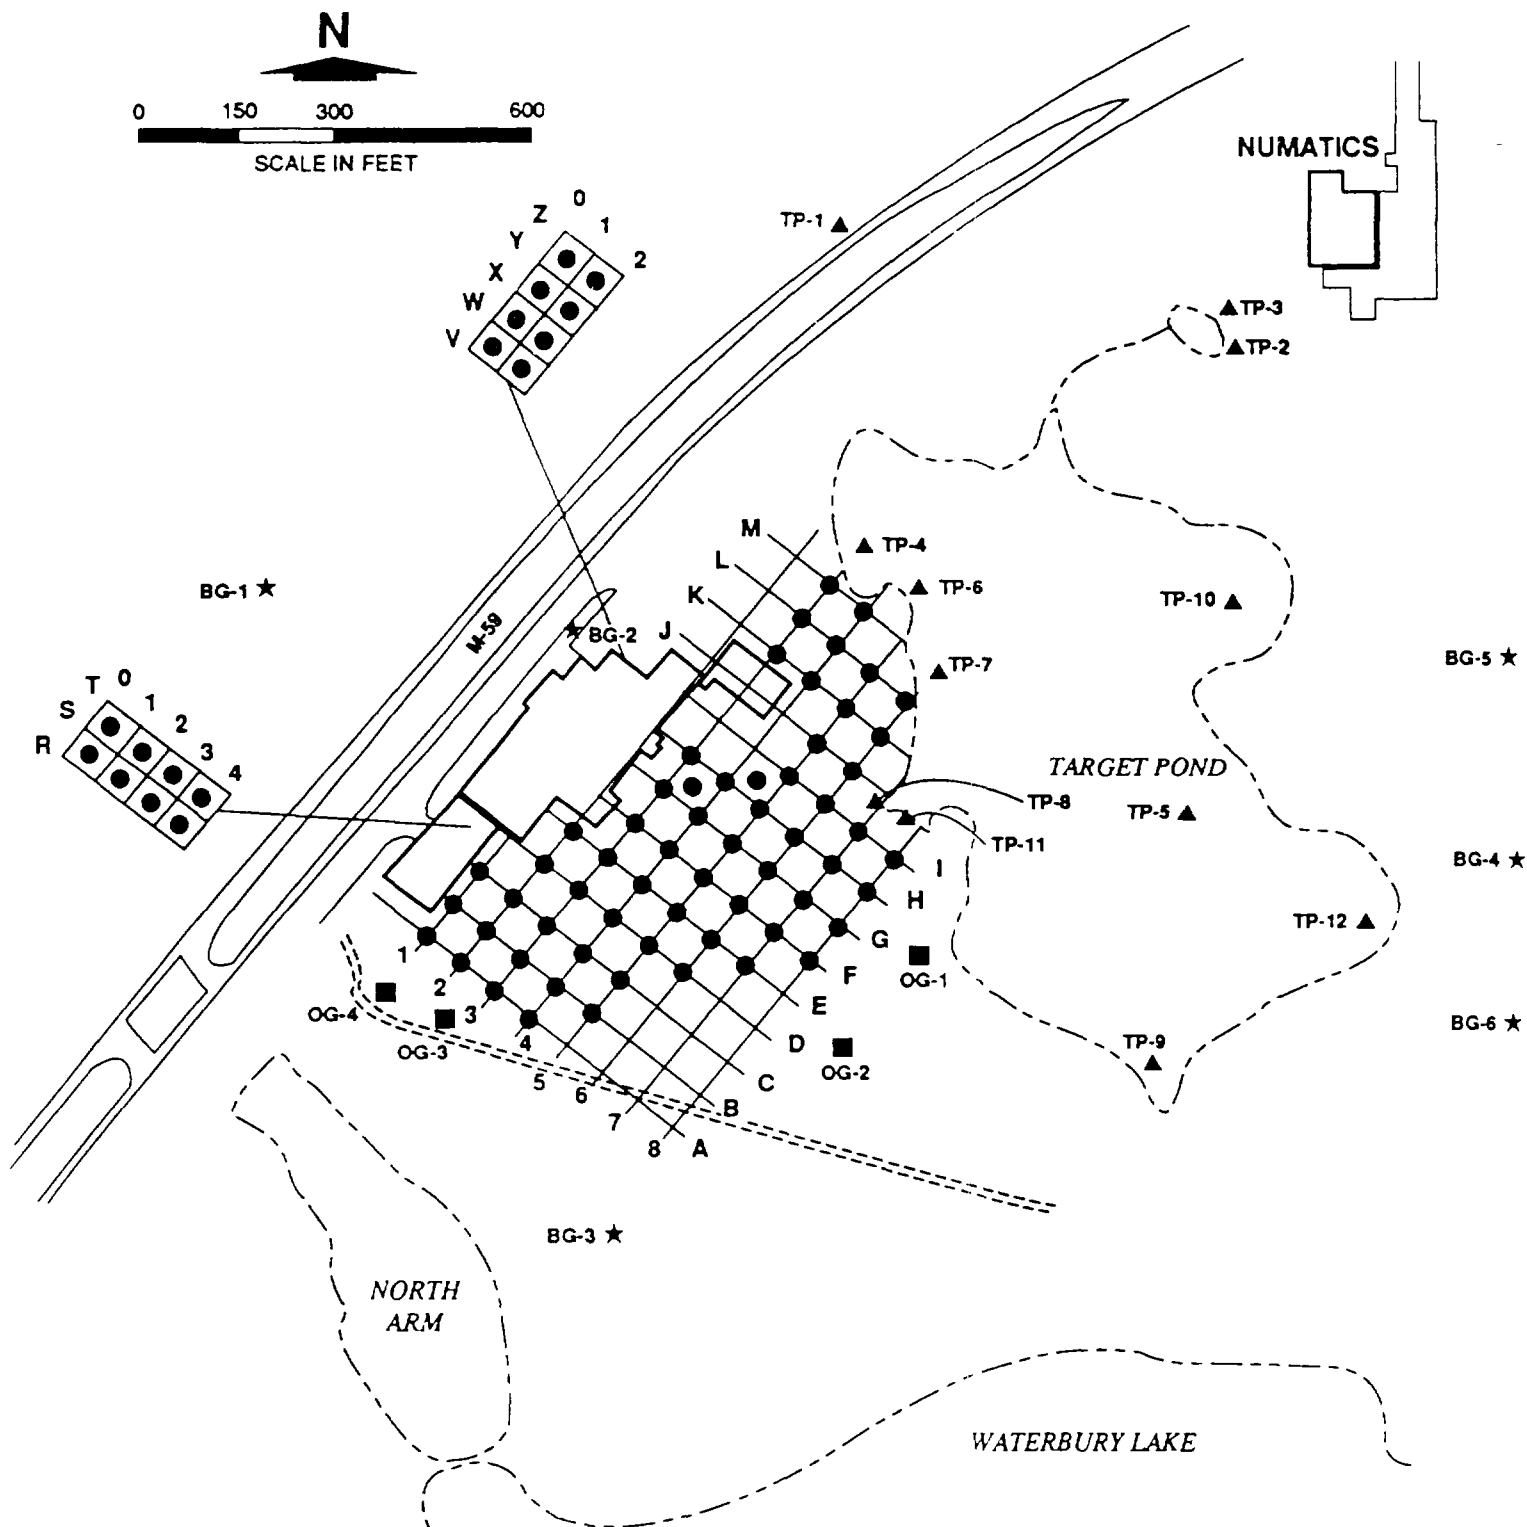 N
0 150 300 600
SCALE IN FEET
NUMATICS
Z 0
Y 1
X 2
W
V
TP-1
TP-3
TP-2
M
L
K
J
TP-4
TP-6
TP-7
TP-10
BG-1
BG-2
M-59
BG-5
T 0
S 1
R 2
3
4
TARGET POND
TP-8
TP-5
TP-11
BG-4
I
H
G
F
E
D
C
B
A
TP-12
OG-1
1
2
3
4
5
6
7
8
OG-4
OG-3
OG-2
TP-9
BG-6
BG-3
NORTH
ARM
WATERBURY LAKE